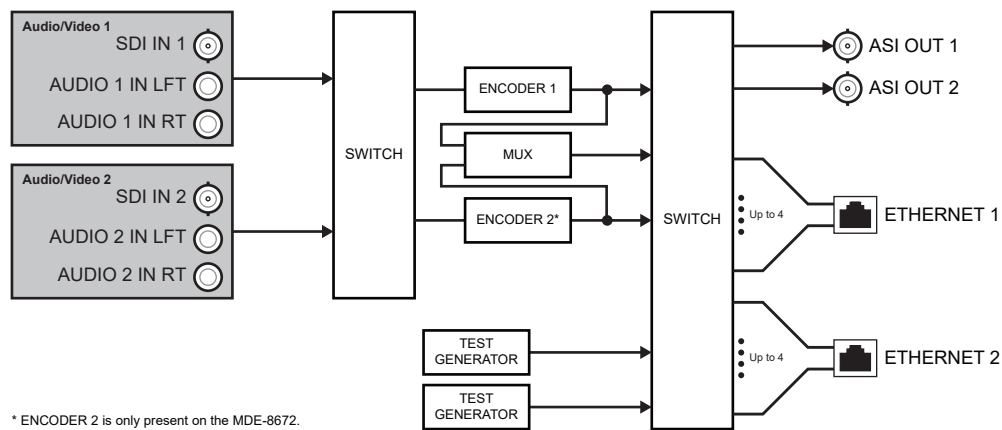 Audio/Video 1
SDI IN 1
AUDIO 1 IN LFT
AUDIO 1 IN RT
Audio/Video 2
SDI IN 2
AUDIO 2 IN LFT
AUDIO 2 IN RT
SWITCH
ENCODER 1
MUX
ENCODER 2*
TEST
GENERATOR
TEST
GENERATOR
SWITCH
ASI OUT 1
ASI OUT 2
Up to 4
ETHERNET 1
Up to 4
ETHERNET 2
* ENCODER 2 is only present on the MDE-8672.